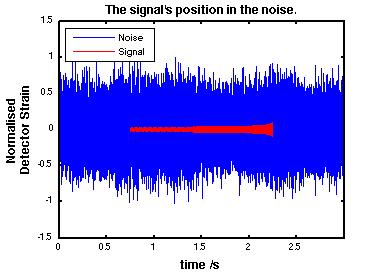 The signal's position in the noise.
Noise
Signal
Normalised
Detector Strain
1.5
1
0.5
0
-0.5
-1
-1.5
0 0.5 1 1.5 2 2.5
time /s